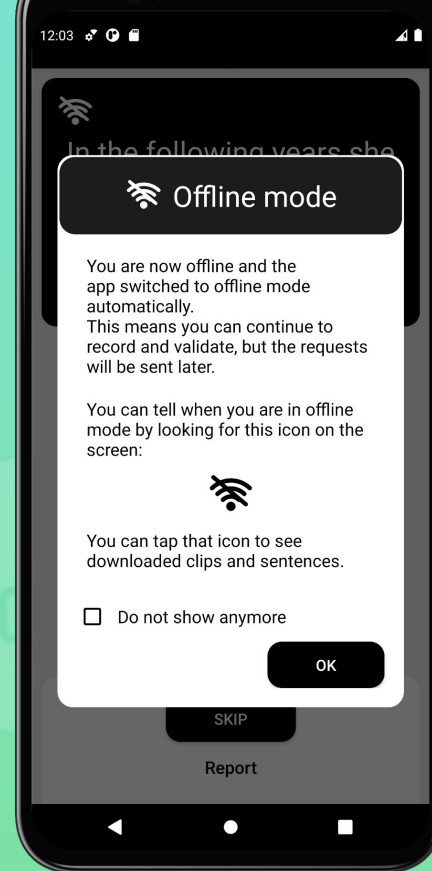 12:03
In the following years she
Offline mode
You are now offline and the
app switched to offline mode
automatically.
This means you can continue to
record and validate, but the requests
will be sent later.
You can tell when you are in offline
mode by looking for this icon on the
screen:
You can tap that icon to see
downloaded clips and sentences.
Do not show anymore
OK
SKIP
Report